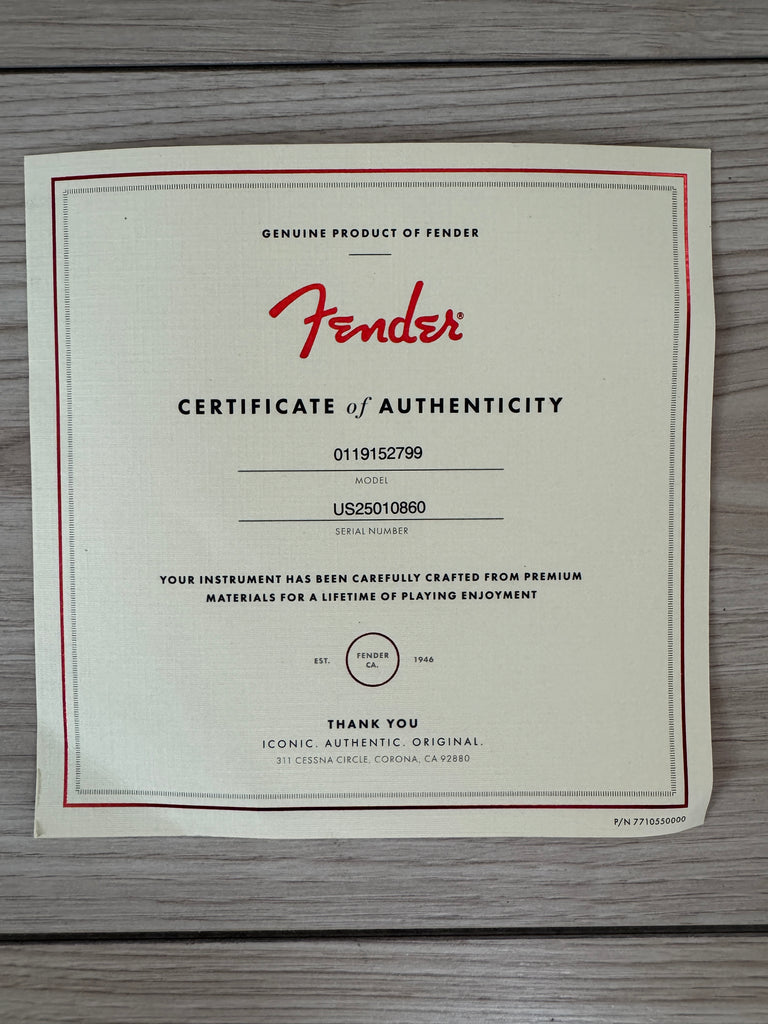 GENUINE PRODUCT OF FENDER
Fender®
CERTIFICATE of AUTHENTICITY
0119152799
MODEL
US25010860
SERIAL NUMBER
YOUR INSTRUMENT HAS BEEN CAREFULLY CRAFTED FROM PREMIUM
MATERIALS FOR A LIFETIME OF PLAYING ENJOYMENT
EST. FENDER CA. 1946
THANK YOU
ICONIC. AUTHENTIC. ORIGINAL.
311 CESSNA CIRCLE, CORONA, CA 92880
P/N 7710550000